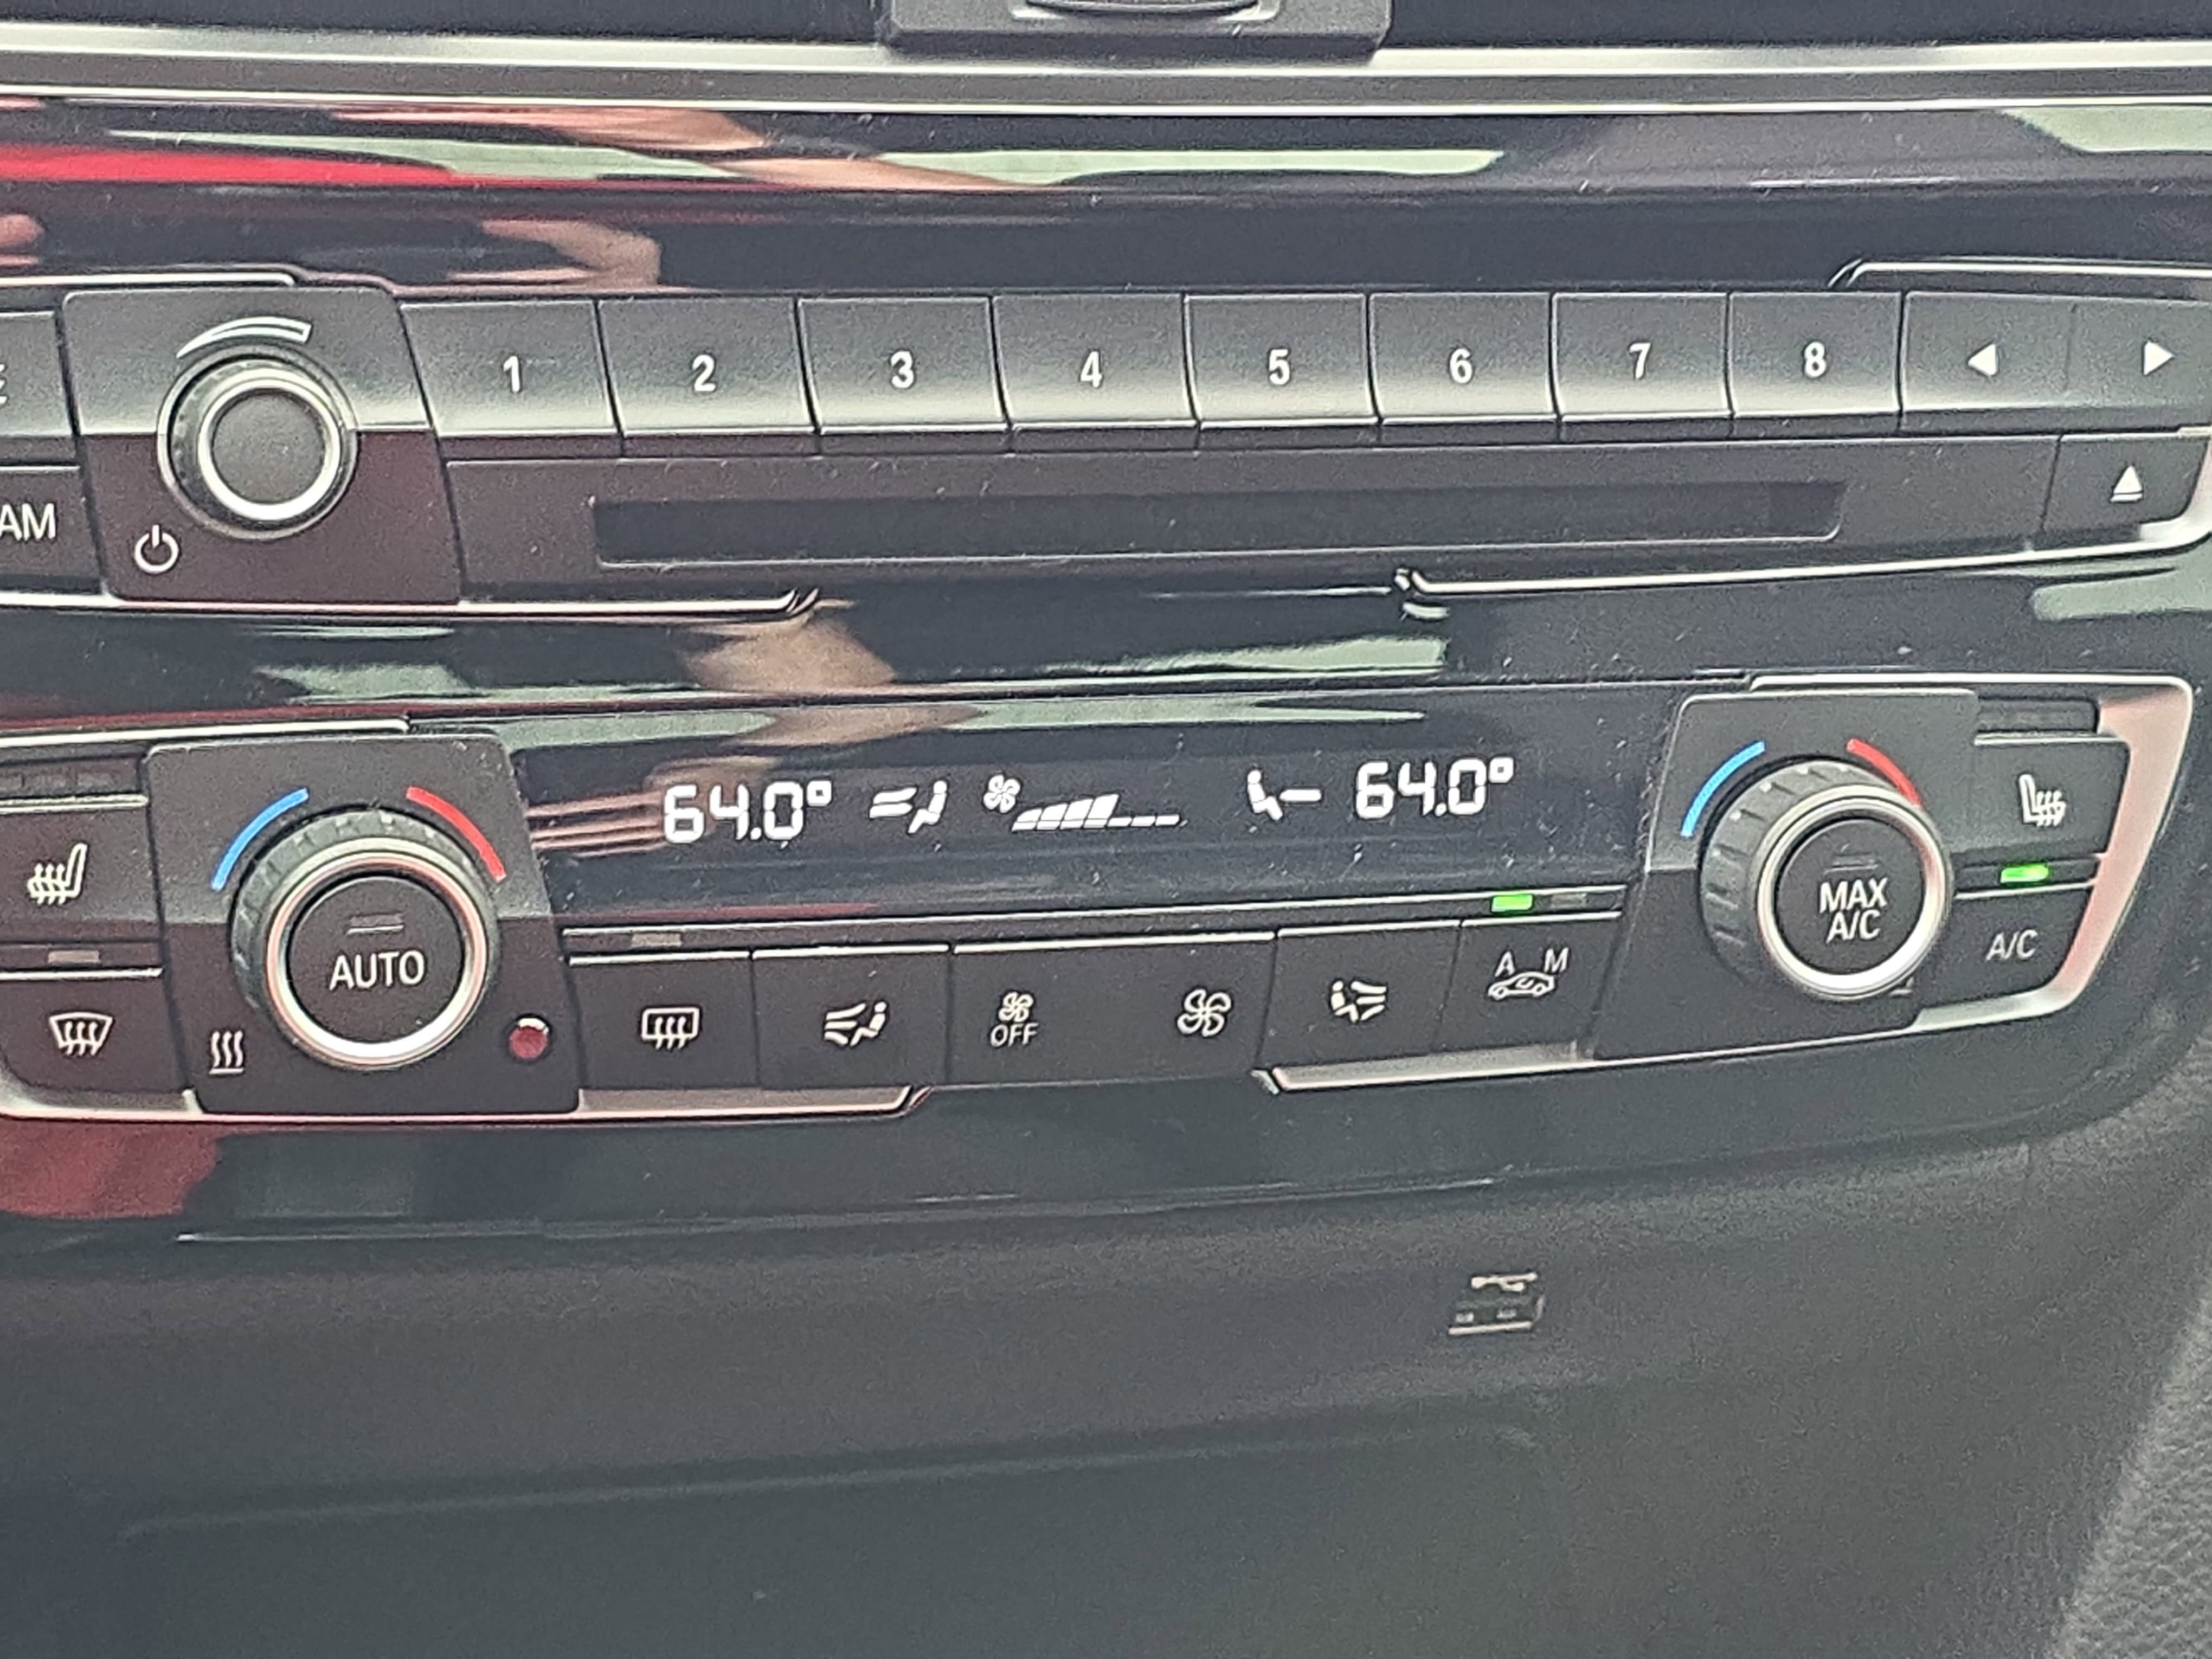 1 2 3 4 5 6 7 8
AM
64.0° 64.0°
MAX
A/C
AUTO
OFF
A M
A/C